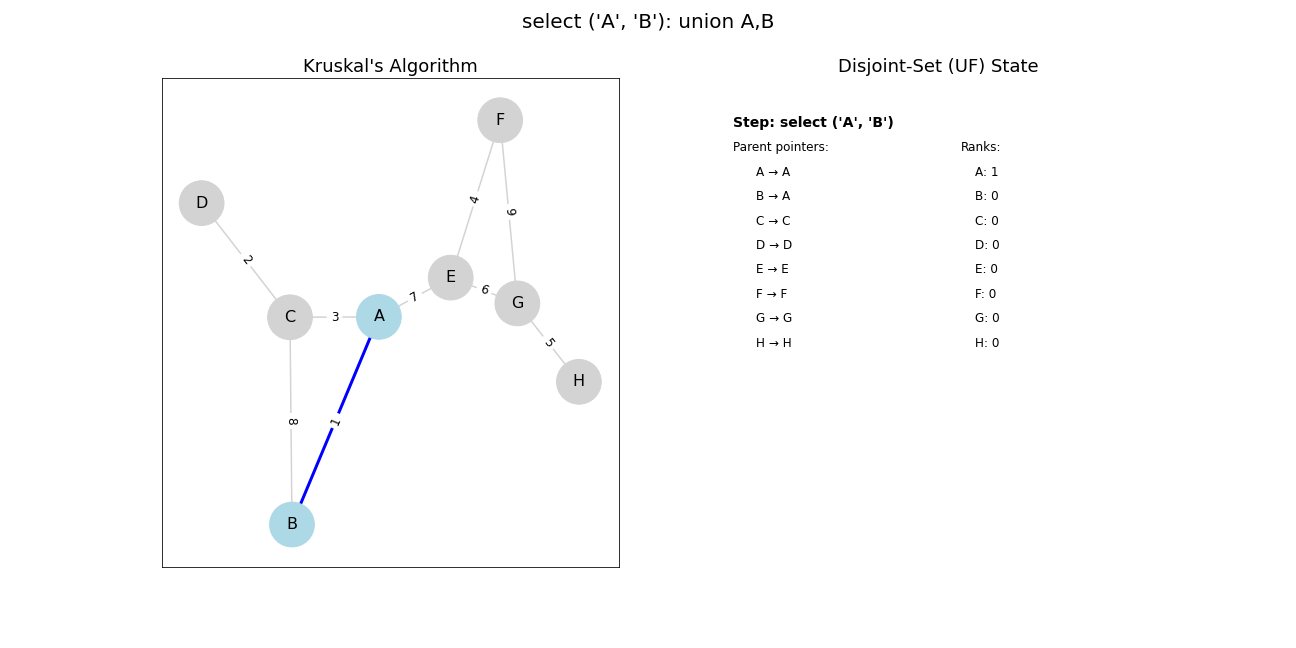 select ('A', 'B'): union A,B
Kruskal's Algorithm
F
D
4
9
2
E
7
6
G
C
3
A
5
H
8
1
B
Disjoint-Set (UF) State
Step: select ('A', 'B')
Parent pointers: Ranks:
A → A A: 1
B → A B: 0
C → C C: 0
D → D D: 0
E → E E: 0
F → F F: 0
G → G G: 0
H → H H: 0